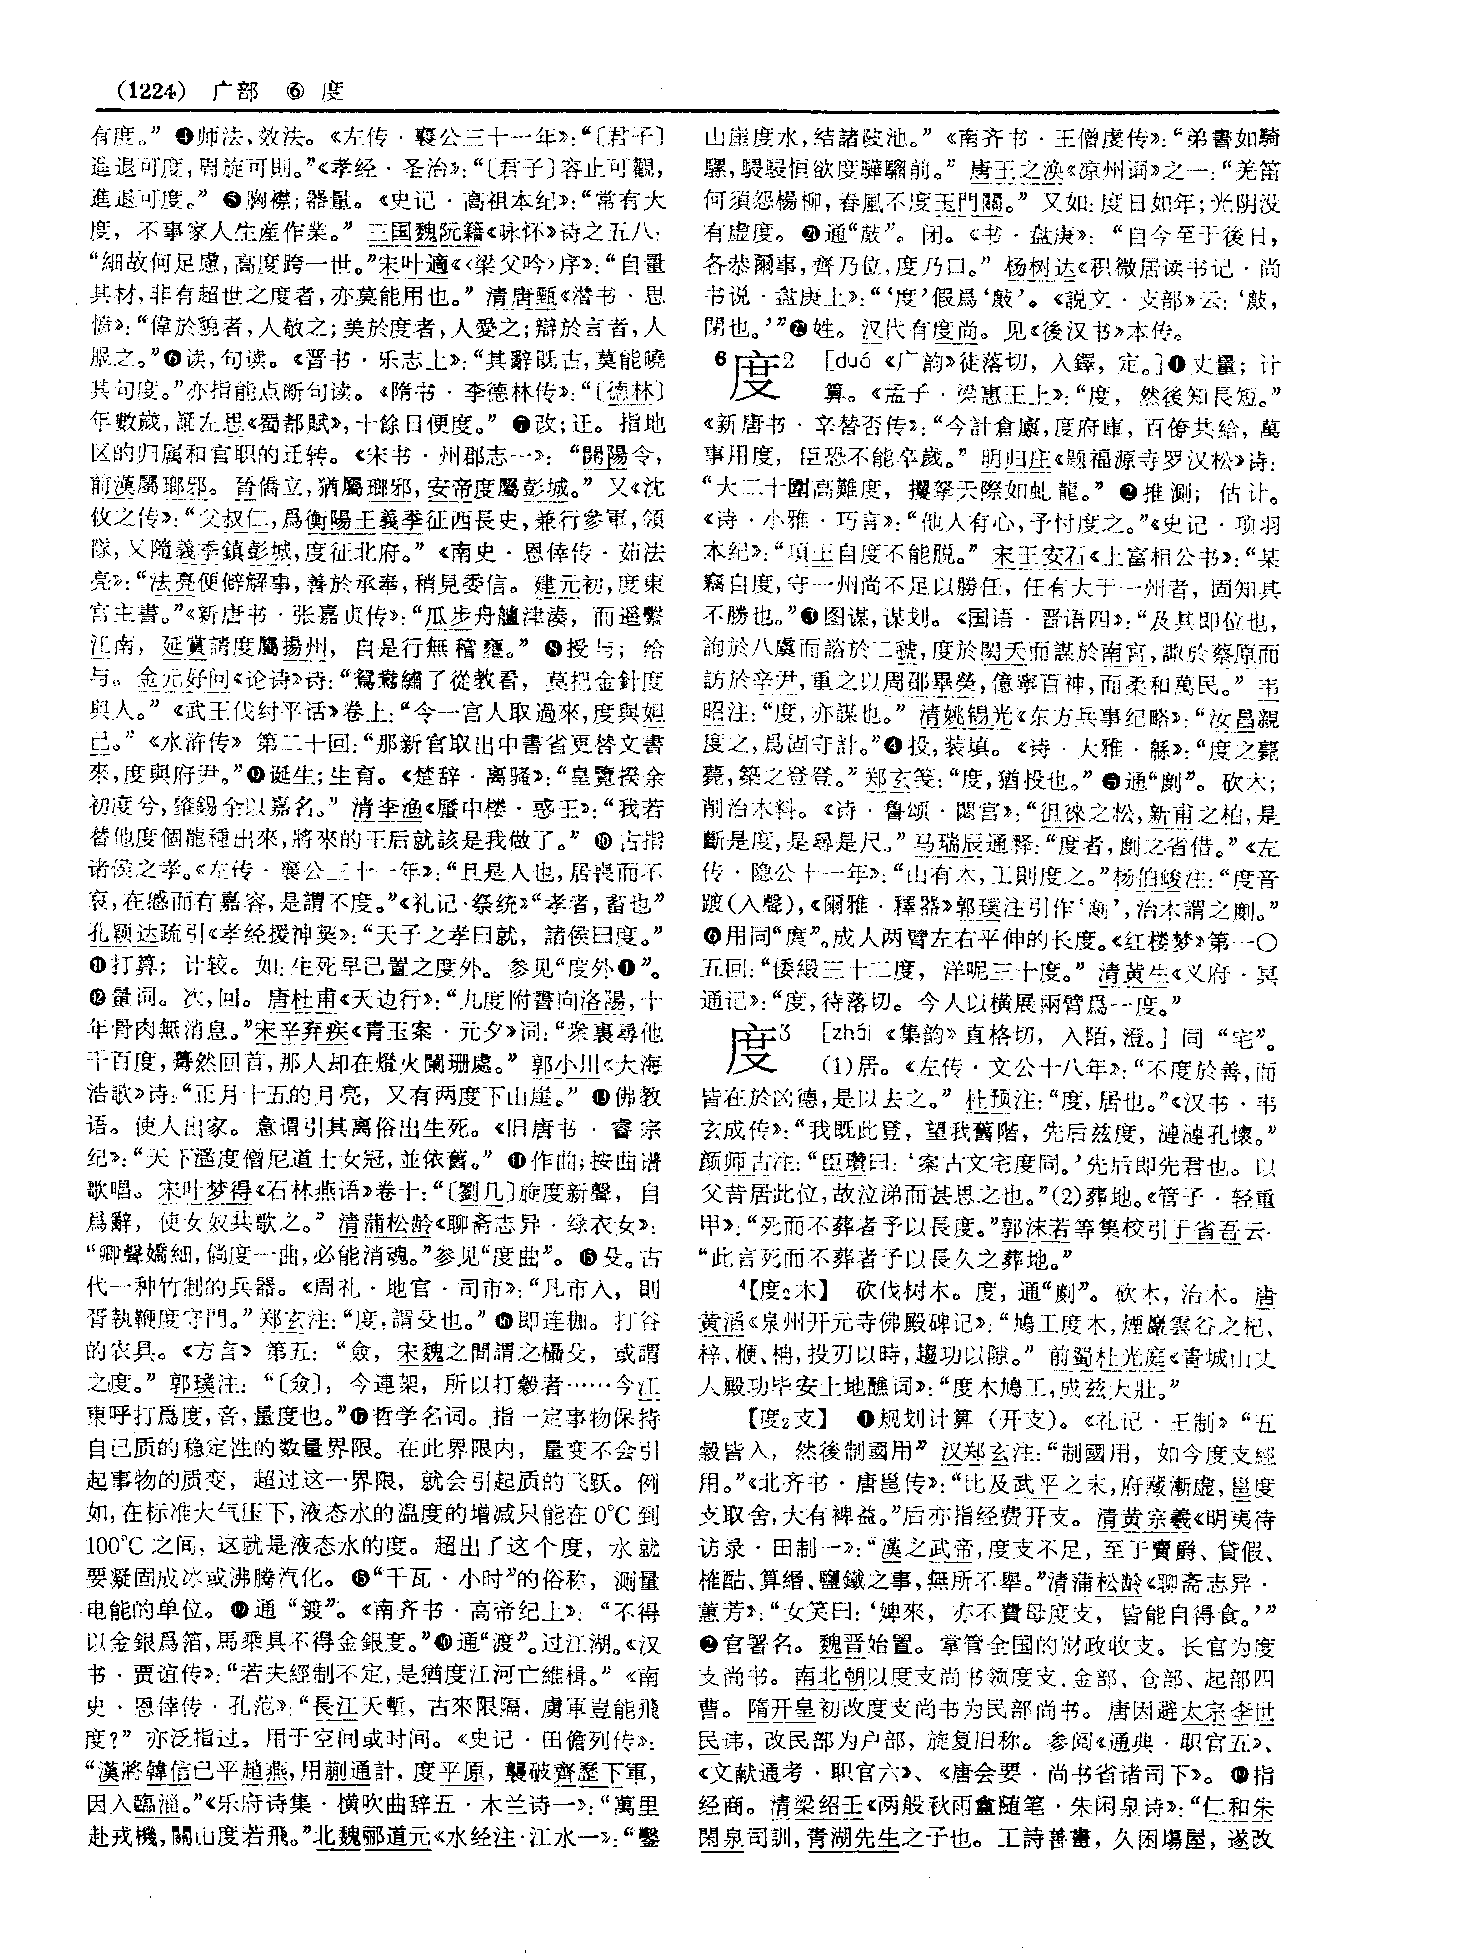 (1224) 广部 ⑥ 度
有度。”❹师法，效法。《左传·襄公三十一年》：“〔君子〕
進退可度，周旋可則。”《孝经·圣治》：“〔君子〕容止可觀，
進退可度。”❺胸襟；器量。《史记·高祖本纪》：“常有大
度，不事家人生産作業。”三国魏阮籍《咏怀》诗之五八：
“細故何足慮，高度跨一世。”宋叶適《〈梁父吟〉序》：“自量
其材，非有超世之度者，亦莫能用也。”清唐甄《潜书·思
愤》：“偉於貌者，人敬之；美於度者，人愛之；辯於言者，人
服之。”❻读，句读。《晋书·乐志上》：“其辭既古，莫能曉
其句度。”亦指能点断句读。《隋书·李德林传》：“〔德林〕
年數歲，誦左思《蜀都賦》，十餘日便度。”❼改；迁。指地
区的归属和官职的迁转。《宋书·州郡志一》：“開陽令，
前漢屬瑯邪。晉僑立，猶屬瑯邪，安帝度屬彭城。”又《沈
攸之传》：“父叔仁，爲衡陽王義季征西長史，兼行參軍，領
隊，又隨義季鎮彭城，度征北府。”《南史·恩倖传·茹法
亮》：“法亮便僻解事，善於承奉，稍見委信。建元初，度東
宫主書。”《新唐书·张嘉贞传》：“瓜步舟艫津湊，而遥繫
江南，延賞請度屬揚州，自是行無稽壅。”❽授与；给
与。金元好问《论诗》诗：“鴛鴦繡了從教看，莫把金針度
與人。”《武王伐纣平话》卷上：“令一宫人取過來，度與妲
己。”《水浒传》第二十回：“那新官取出中書省更替文書
來，度與府尹。”❾诞生；生育。《楚辞·离骚》：“皇覽揆余
初度兮，肇錫余以嘉名。”清李渔《蜃中楼·惑王》：“我若
替他度個龍種出來，將來的王后就該是我做了。”❿古指
诸侯之孝。《左传·襄公三十一年》：“且是人也，居喪而不
哀，在慼而有嘉容，是謂不度。”《礼记·祭统》“孝者，畜也”
孔颖达疏引《孝经援神契》：“天子之孝曰就，諸侯曰度。”
⓫打算；计较。如：生死早已置之度外。参见“度外❶”。
⓬量词。次，回。唐杜甫《天边行》：“九度附書向洛陽，十
年骨肉無消息。”宋辛弃疾《青玉案·元夕》词：“衆裏尋他
千百度，驀然回首，那人却在燈火闌珊處。”郭小川《大海
浩歌》诗：“正月十五的月亮，又有两度下山崖。”⓭佛教
语。使人出家。意谓引其离俗出生死。《旧唐书·睿宗
纪》：“天下濫度僧尼道士女冠，並依舊。”⓮作曲；按曲谱
歌唱。宋叶梦得《石林燕语》卷十：“〔劉几〕旋度新聲，自
爲辭，使女奴共歌之。”清蒲松龄《聊斋志异·绿衣女》：
“卿聲嬌細，倘度一曲，必能消魂。”参见“度曲”。⓯殳。古
代一种竹制的兵器。《周礼·地官·司市》：“凡市入，則
胥執鞭度守門。”郑玄注：“度，謂殳也。”⓰即连枷。打谷
的农具。《方言》第五：“僉，宋魏之間謂之欇殳，或謂
之度。”郭璞注：“〔僉〕，今連架，所以打穀者……今江
東呼打爲度，音，量度也。”⓱哲学名词。指一定事物保持
自己质的稳定性的数量界限。在此界限内，量变不会引
起事物的质变，超过这一界限，就会引起质的飞跃。例
如，在标准大气压下，液态水的温度的增减只能在0℃到
100℃之间，这就是液态水的度。超出了这个度，水就
要凝固成冰或沸腾汽化。⓲“千瓦·小时”的俗称，测量
电能的单位。⓳通“鍍”。《南齐书·高帝纪上》：“不得
以金銀爲箔，馬乘具不得金銀度。”⓴通“渡”。过江湖。《汉
书·贾谊传》：“若夫經制不定，是猶度江河亡維楫。”《南
史·恩倖传·孔范》：“長江天塹，古來限隔，虜軍豈能飛
度？”亦泛指过。用于空间或时间。《史记·田儋列传》：
“漢將韓信已平趙燕，用蒯通計，度平原，襲破齊歷下軍，
因入臨淄。”《乐府诗集·横吹曲辞五·木兰诗一》：“萬里
赴戎機，關山度若飛。”北魏郦道元《水经注·江水一》：“鑿
山崖度水，結諸陂池。”《南齐书·王僧虔传》：“弟書如騎
騾，駸駸恒欲度驊騮前。”唐王之涣《凉州词》之一：“羌笛
何須怨楊柳，春風不度玉門關。”又如：度日如年；光阴没
有虚度。㉑通“敿”。闭。《书·盘庚》：“自今至于後日，
各恭爾事，齊乃位，度乃口。”杨树达《积微居读书记·尚
书说·盘庚上》：“‘度’假爲‘敿’。《説文·攴部》云：‘敿，
閉也。’”㉒姓。汉代有度尚。见《後汉书》本传。
⁶度² [duó《广韵》徒落切，入鐸，定。]❶丈量；计
算。《孟子·梁惠王上》：“度，然後知長短。”
《新唐书·辛替否传》：“今計倉廩，度府庫，百僚共給，萬
事用度，臣恐不能卒歲。”明归庄《题福源寺罗汉松》诗：
“大二十圍高難度，攫拏天際如虬龍。”❷推测；估计。
《诗·小雅·巧言》：“他人有心，予忖度之。”《史记·项羽
本纪》：“項王自度不能脱。”宋王安石《上富相公书》：“某
竊自度，守一州尚不足以勝任，任有大于一州者，固知其
不勝也。”❸图谋，谋划。《国语·晋语四》：“及其即位也，
詢於八虞而諮於二虢，度於閎夭而謀於南宫，諏於蔡原而
訪於辛尹，重之以周邵畢榮，億寧百神，而柔和萬民。”韦
昭注：“度，亦謀也。”清姚锡光《东方兵事纪略》：“汝昌親
度之，爲固守計。”❹投，装填。《诗·大雅·緜》：“度之薨
薨，築之登登。”郑玄笺：“度，猶投也。”❺通“劇”。砍木；
削治木料。《诗·鲁颂·閟宫》：“徂徠之松，新甫之柏，是
斷是度，是尋是尺。”马瑞辰通释：“度者，劇之省借。”《左
传·隐公十一年》：“山有木，工則度之。”杨伯峻注：“度音
踱（入聲），《爾雅·釋器》郭璞注引作‘劇’，治木謂之劇。”
❻用同“庹”。成人两臂左右平伸的长度。《红楼梦》第一〇
五回：“倭緞三十二度，洋呢三十度。”清黄生《义府·冥
通记》：“度，待落切。今人以横展兩臂爲一度。”
度³ [zhái《集韵》直格切，入陌，澄。]同“宅”。
(1)居。《左传·文公十八年》：“不度於善，而
皆在於凶德，是以去之。”杜预注：“度，居也。”《汉书·韦
玄成传》：“我既此登，望我舊階，先后兹度，漣漣孔懷。”
颜师古注：“臣瓚曰：‘案古文宅度同。’先后即先君也。以
父昔居此位，故泣涕而甚思之也。”(2)葬地。《管子·轻重
甲》：“死而不葬者予以長度。”郭沫若等集校引于省吾云：
“此言死而不葬者予以長久之葬地。”
⁴【度₂木】 砍伐树木。度，通“劇”。砍木，治木。唐
黄滔《泉州开元寺佛殿碑记》：“鳩工度木，煙巖雲谷之杞、
梓、楩、柟，投刃以時，趨功以隙。”前蜀杜光庭《青城山丈
人殿功毕安土地醮词》：“度木鳩工，成兹大壯。”
【度₂支】 ❶规划计算（开支）。《礼记·王制》“五
穀皆入，然後制國用”汉郑玄注：“制國用，如今度支經
用。”《北齐书·唐邕传》：“比及武平之末，府藏漸虚，邕度
支取舍，大有裨益。”后亦指经费开支。清黄宗羲《明夷待
访录·田制一》：“漢之武帝，度支不足，至于賣爵、貸假、
榷酤、算緡、鹽鐵之事，無所不舉。”清蒲松龄《聊斋志异·
蕙芳》：“女笑曰：‘婢來，亦不費母度支，皆能自得食。’”
❷官署名。魏晋始置。掌管全国的财政收支。长官为度
支尚书。南北朝以度支尚书领度支、金部、仓部、起部四
曹。隋开皇初改度支尚书为民部尚书。唐因避太宗李世
民讳，改民部为户部，旋复旧称。参阅《通典·职官五》、
《文献通考·职官六》、《唐会要·尚书省诸司下》。⓳指
经商。清梁绍壬《两般秋雨盦随笔·朱闲泉诗》：“仁和朱
閑泉司訓，青湖先生之子也。工詩善畫，久困場屋，遂改